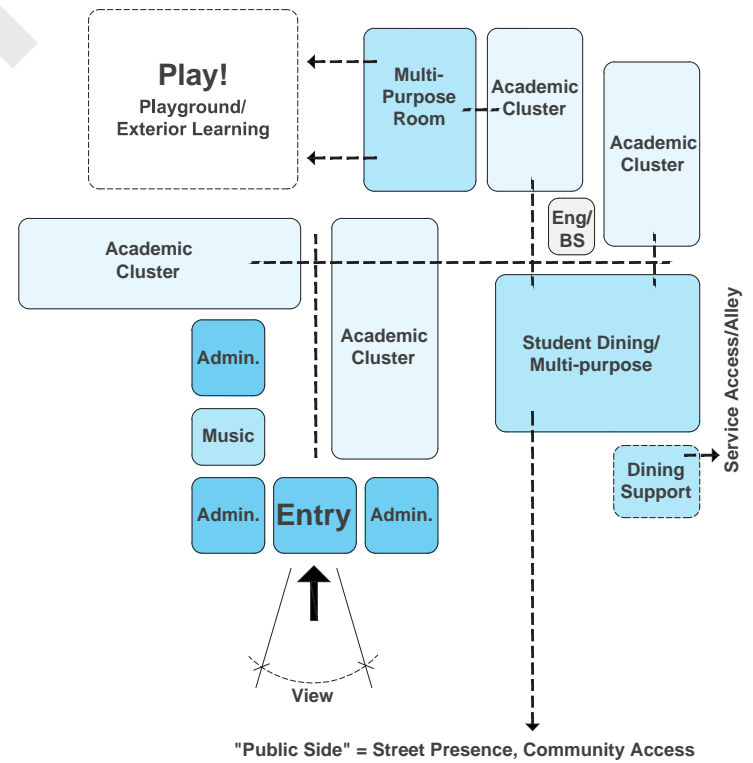 Play!
Playground/
Exterior Learning
Multi-
Purpose
Room
Academic
Cluster
Academic
Cluster
Eng/
BS
Academic
Cluster
Academic
Cluster
Student Dining/
Multi-purpose
Service Access/Alley
Admin.
Music
Dining
Support
Admin.
Entry
Admin.
View
"Public Side" = Street Presence, Community Access